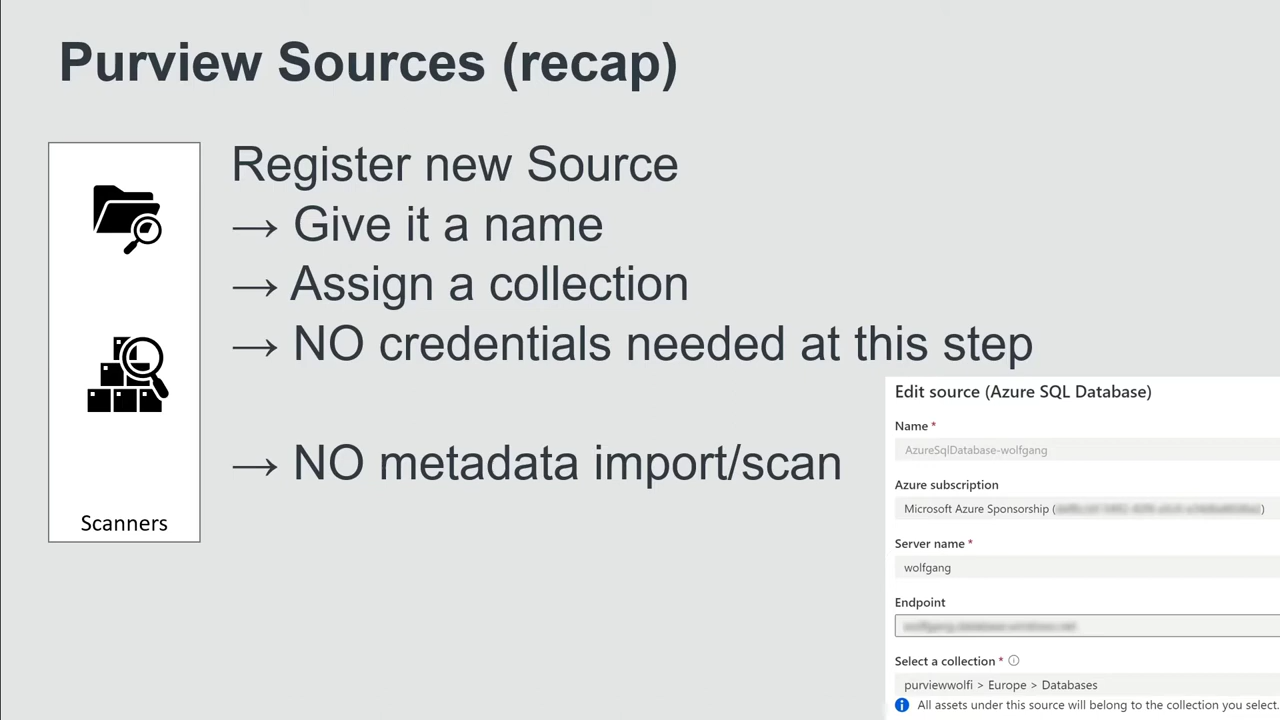 Purview Sources (recap)
Register new Source
→ Give it a name
→ Assign a collection
→ NO credentials needed at this step
→ NO metadata import/scan
Scanners
Edit source (Azure SQL Database)
Name *
AzureSqlDatabase-wolfgang
Azure subscription
Microsoft Azure Sponsorship ( )
Server name *
wolfgang
Endpoint
Select a collection *
purviewwolfi > Europe > Databases
All assets under this source will belong to the collection you select.